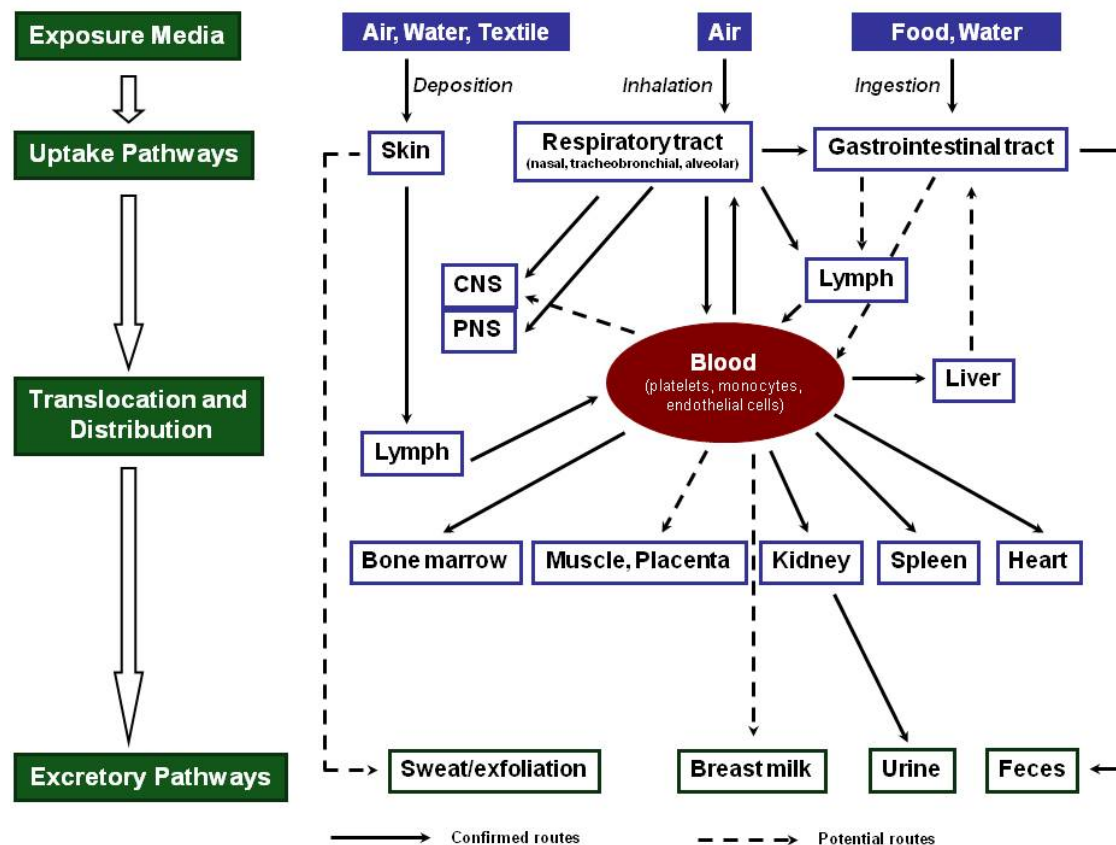 Exposure Media
Air, Water, Textile
Air
Food, Water
Deposition
Inhalation
Ingestion
Uptake Pathways
Skin
Respiratory tract
(nasal, tracheobronchial, alveolar)
Gastrointestinal tract
CNS
PNS
Lymph
Blood
(platelets, monocytes,
endothelial cells)
Liver
Translocation and
Distribution
Lymph
Bone marrow
Muscle, Placenta
Kidney
Spleen
Heart
Excretory Pathways
Sweat/exfoliation
Breast milk
Urine
Feces
Confirmed routes
Potential routes